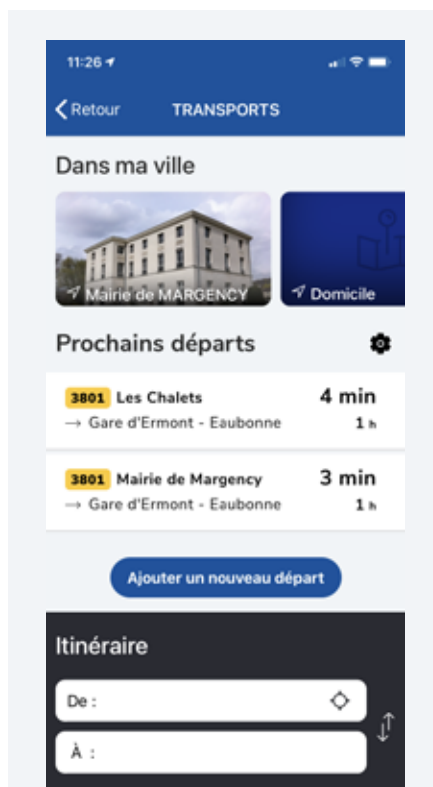 11:26
Retour TRANSPORTS
Dans ma ville
Mairie de MARGENCY Domicile
Prochains départs
3801 Les Chalets 4 min
→ Gare d'Ermont - Eaubonne 1 h
3801 Mairie de Margency 3 min
→ Gare d'Ermont - Eaubonne 1 h
Ajouter un nouveau départ
Itinéraire
De :
À :